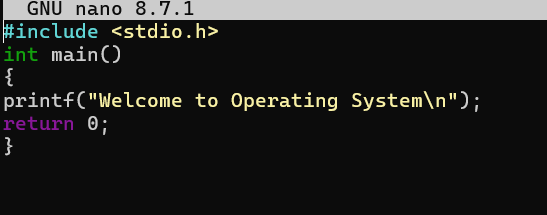 GNU nano 8.7.1
#include <stdio.h>
int main()
{
printf("Welcome to Operating System\n");
return 0;
}